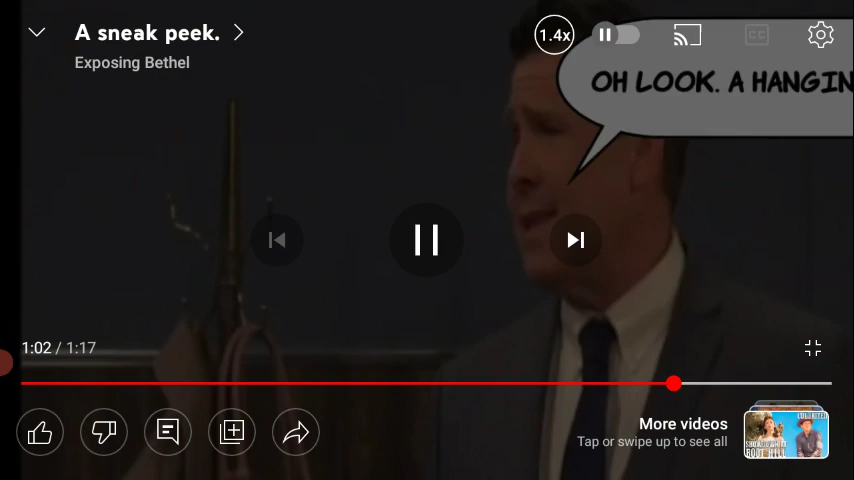 A sneak peek.
Exposing Bethel
1.4x
CC
OH LOOK. A HANGIN
1:02 / 1:17
More videos
Tap or swipe up to see all